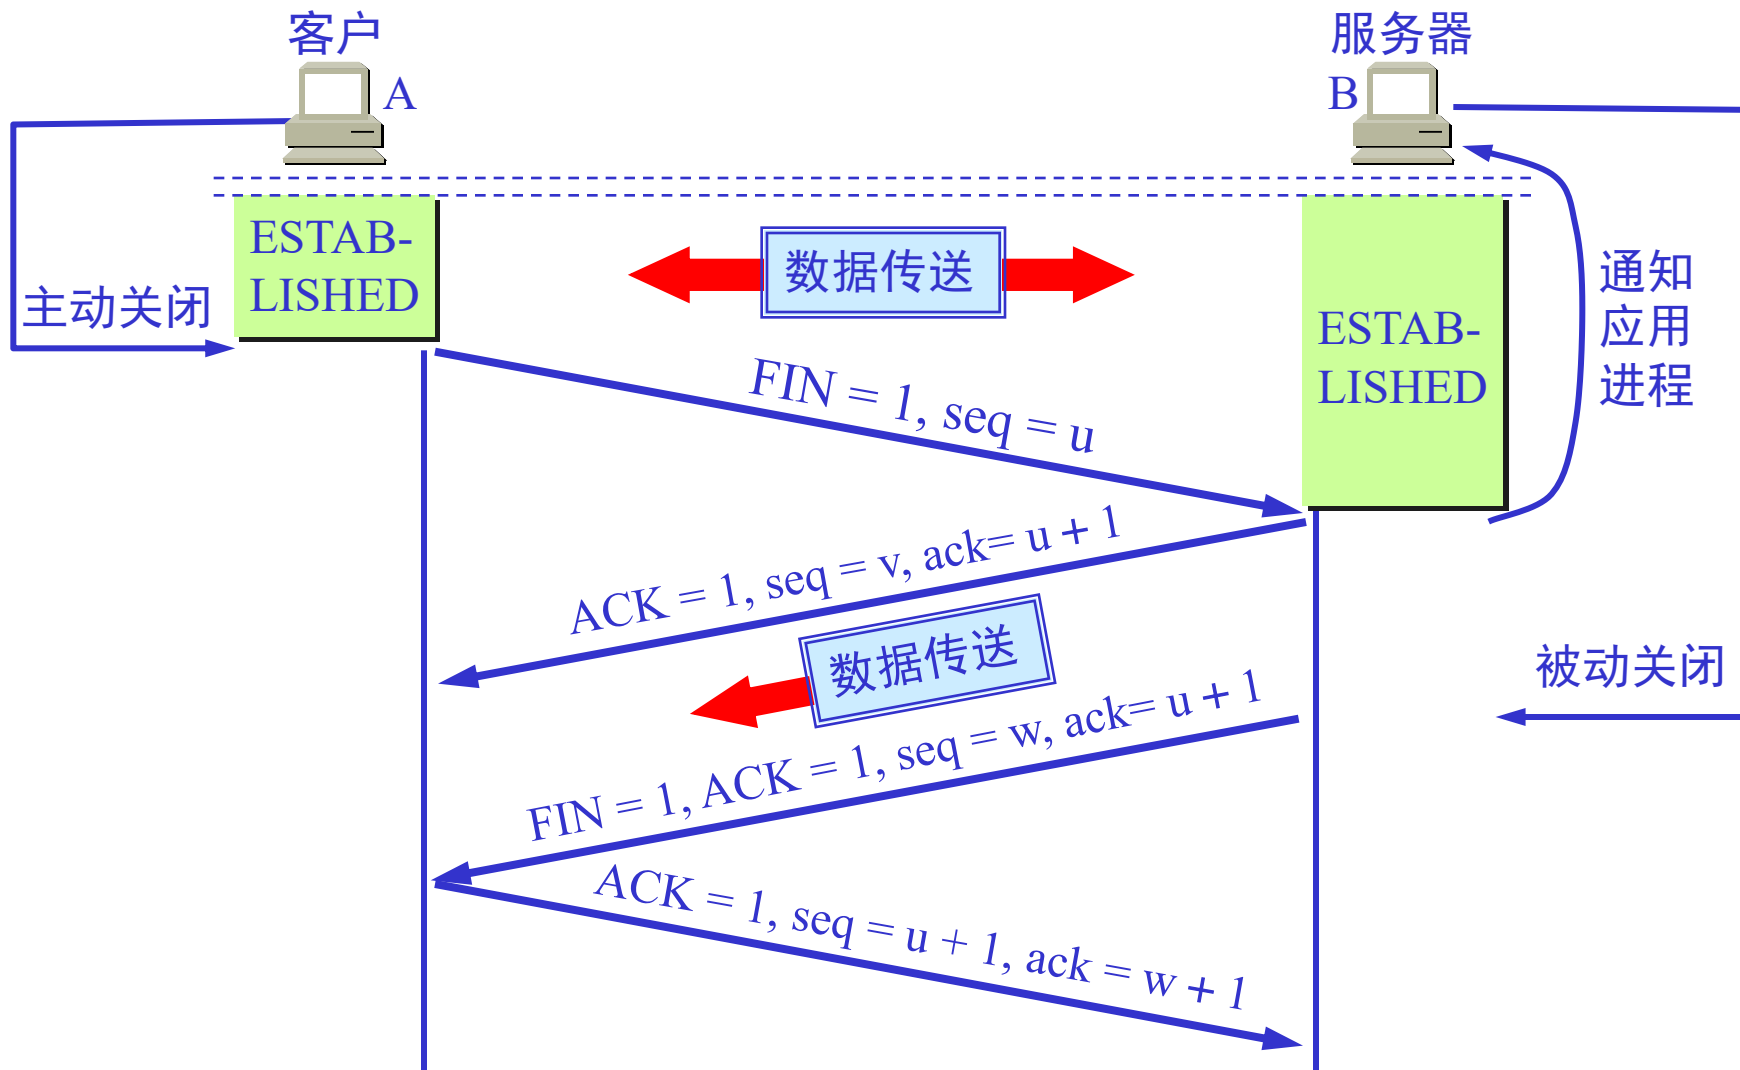 客户
服务器
A
B
ESTAB-
LISHED
数据传送
主动关闭
ESTAB-
LISHED
通知
应用
进程
FIN = 1, seq = u
ACK = 1, seq = v, ack= u + 1
数据传送
被动关闭
FIN = 1, ACK = 1, seq = w, ack= u + 1
ACK = 1, seq = u + 1, ack = w + 1